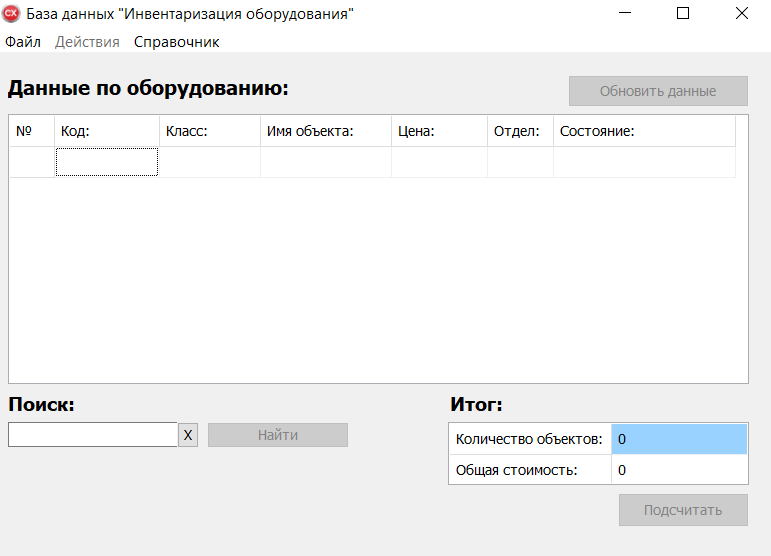 CX База данных "Инвентаризация оборудования"
Файл Действия Справочник
Данные по оборудованию: Обновить данные
№ Код: Класс: Имя объекта: Цена: Отдел: Состояние:
Поиск: Итог:
X Найти Количество объектов: 0
Общая стоимость: 0
Подсчитать